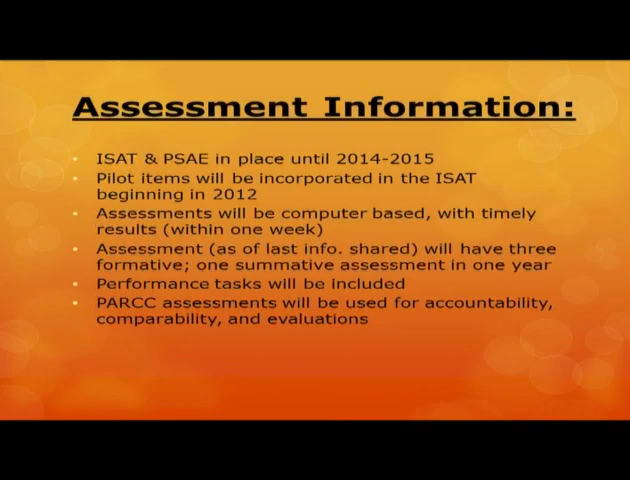 Assessment Information:
• ISAT & PSAE in place until 2014-2015
• Pilot items will be incorporated in the ISAT
beginning in 2012
• Assessments will be computer based, with timely
results (within one week)
• Assessment (as of last info. shared) will have three
formative; one summative assessment in one year
• Performance tasks will be included
• PARCC assessments will be used for accountability,
comparability, and evaluations